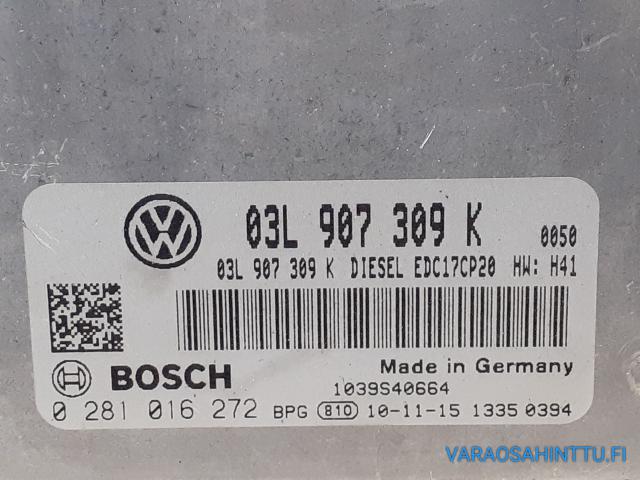 03L 907 309 K 0050
03L 907 309 K DIESEL EDC17CP20 HW: H41
Made in Germany
BOSCH
1039S40664
0 281 016 272 BPG 810 10-11-15 1335 0394
VARAOSAHINTTU.FI